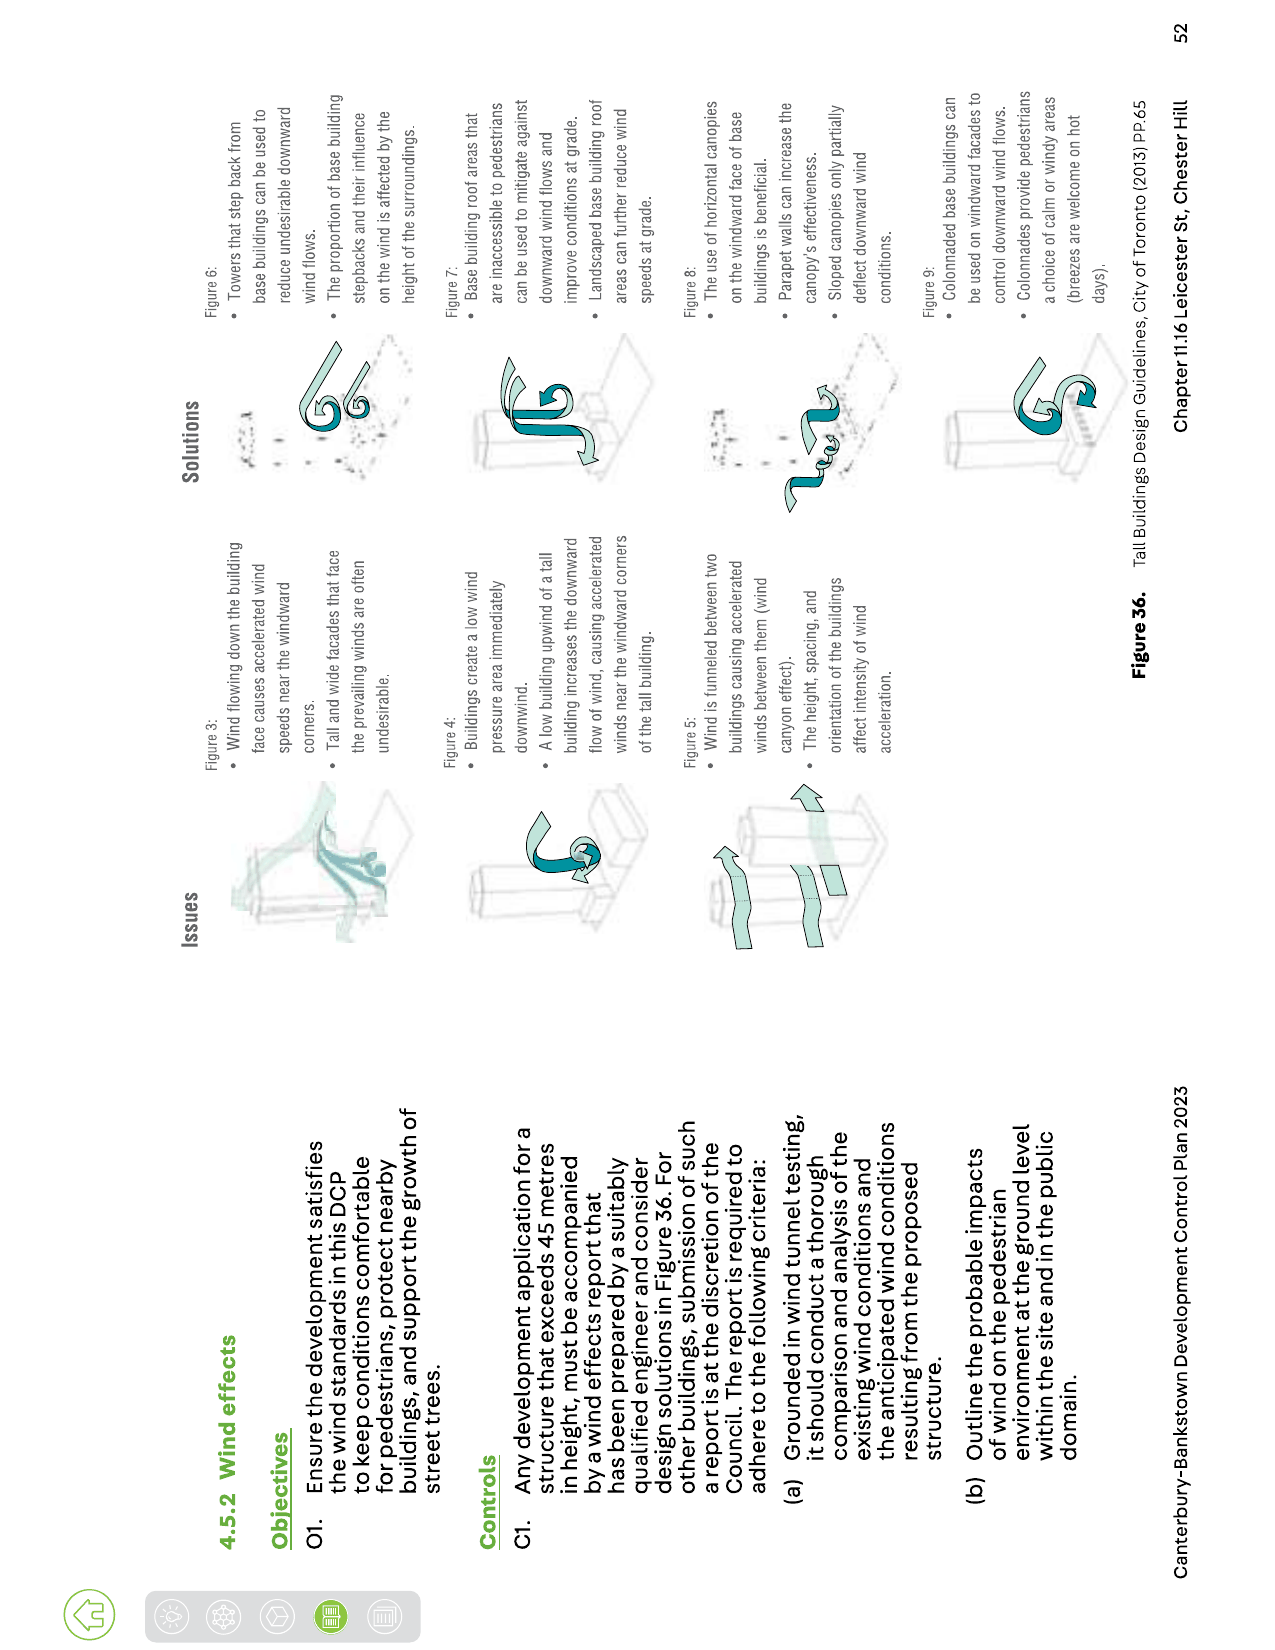 4.5.2 Wind effects
Objectives
O1. Ensure the development satisfies
the wind standards in this DCP
to keep conditions comfortable
for pedestrians, protect nearby
buildings, and support the growth of
street trees.
Controls
C1. Any development application for a
structure that exceeds 45 metres
in height, must be accompanied
by a wind effects report that
has been prepared by a suitably
qualified engineer and consider
design solutions in Figure 36. For
other buildings, submission of such
a report is at the discretion of the
Council. The report is required to
adhere to the following criteria:
(a) Grounded in wind tunnel testing,
it should conduct a thorough
comparison and analysis of the
existing wind conditions and
the anticipated wind conditions
resulting from the proposed
structure.
(b) Outline the probable impacts
of wind on the pedestrian
environment at the ground level
within the site and in the public
domain.
Issues
Figure 3:
• Wind flowing down the building
face causes accelerated wind
speeds near the windward
corners.
• Tall and wide facades that face
the prevailing winds are often
undesirable.
Figure 4:
• Buildings create a low wind
pressure area immediately
downwind.
• A low building upwind of a tall
building increases the downward
flow of wind, causing accelerated
winds near the windward corners
of the tall building.
Figure 5:
• Wind is funneled between two
buildings causing accelerated
winds between them (wind
canyon effect).
• The height, spacing, and
orientation of the buildings
affect intensity of wind
acceleration.
Solutions
Figure 6:
• Towers that step back from
base buildings can be used to
reduce undesirable downward
wind flows.
• The proportion of base building
stepbacks and their influence
on the wind is affected by the
height of the surroundings.
Figure 7:
• Base building roof areas that
are inaccessible to pedestrians
can be used to mitigate against
downward wind flows and
improve conditions at grade.
• Landscaped base building roof
areas can further reduce wind
speeds at grade.
Figure 8:
• The use of horizontal canopies
on the windward face of base
buildings is beneficial.
• Parapet walls can increase the
canopy's effectiveness.
• Sloped canopies only partially
deflect downward wind
conditions.
Figure 9:
• Colonnaded base buildings can
be used on windward facades to
control downward wind flows.
• Colonnades provide pedestrians
a choice of calm or windy areas
(breezes are welcome on hot
days),
Figure 36. Tall Buildings Design Guidelines, City of Toronto (2013) PP.65
Canterbury-Bankstown Development Control Plan 2023
Chapter 11.16 Leicester St, Chester Hill
52